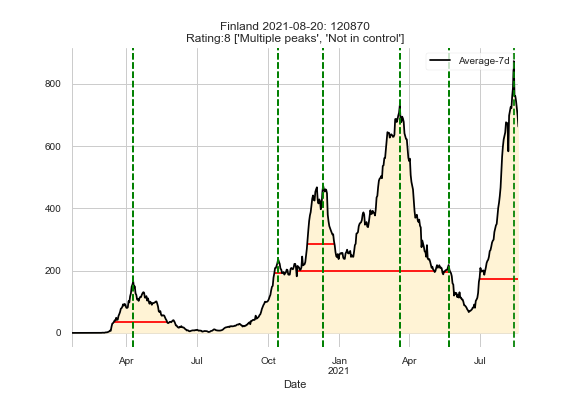 Finland 2021-08-20: 120870
Rating:8 ['Multiple peaks', 'Not in control']
Average-7d
800
600
400
200
0
Apr Jul Oct Jan Apr Jul
2021
Date